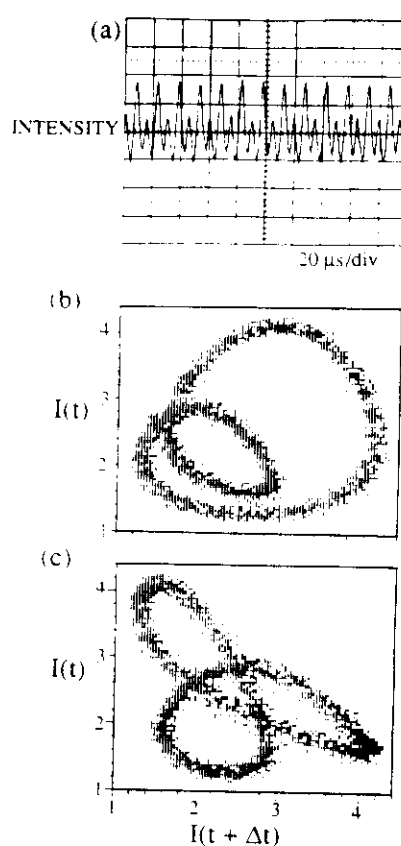 (a)
INTENSITY
20 µs/div
(b)
4
3
I(t)
2
1
(c)
4
3
I(t)
2
1
1 2 3 4
I(t + Δt)